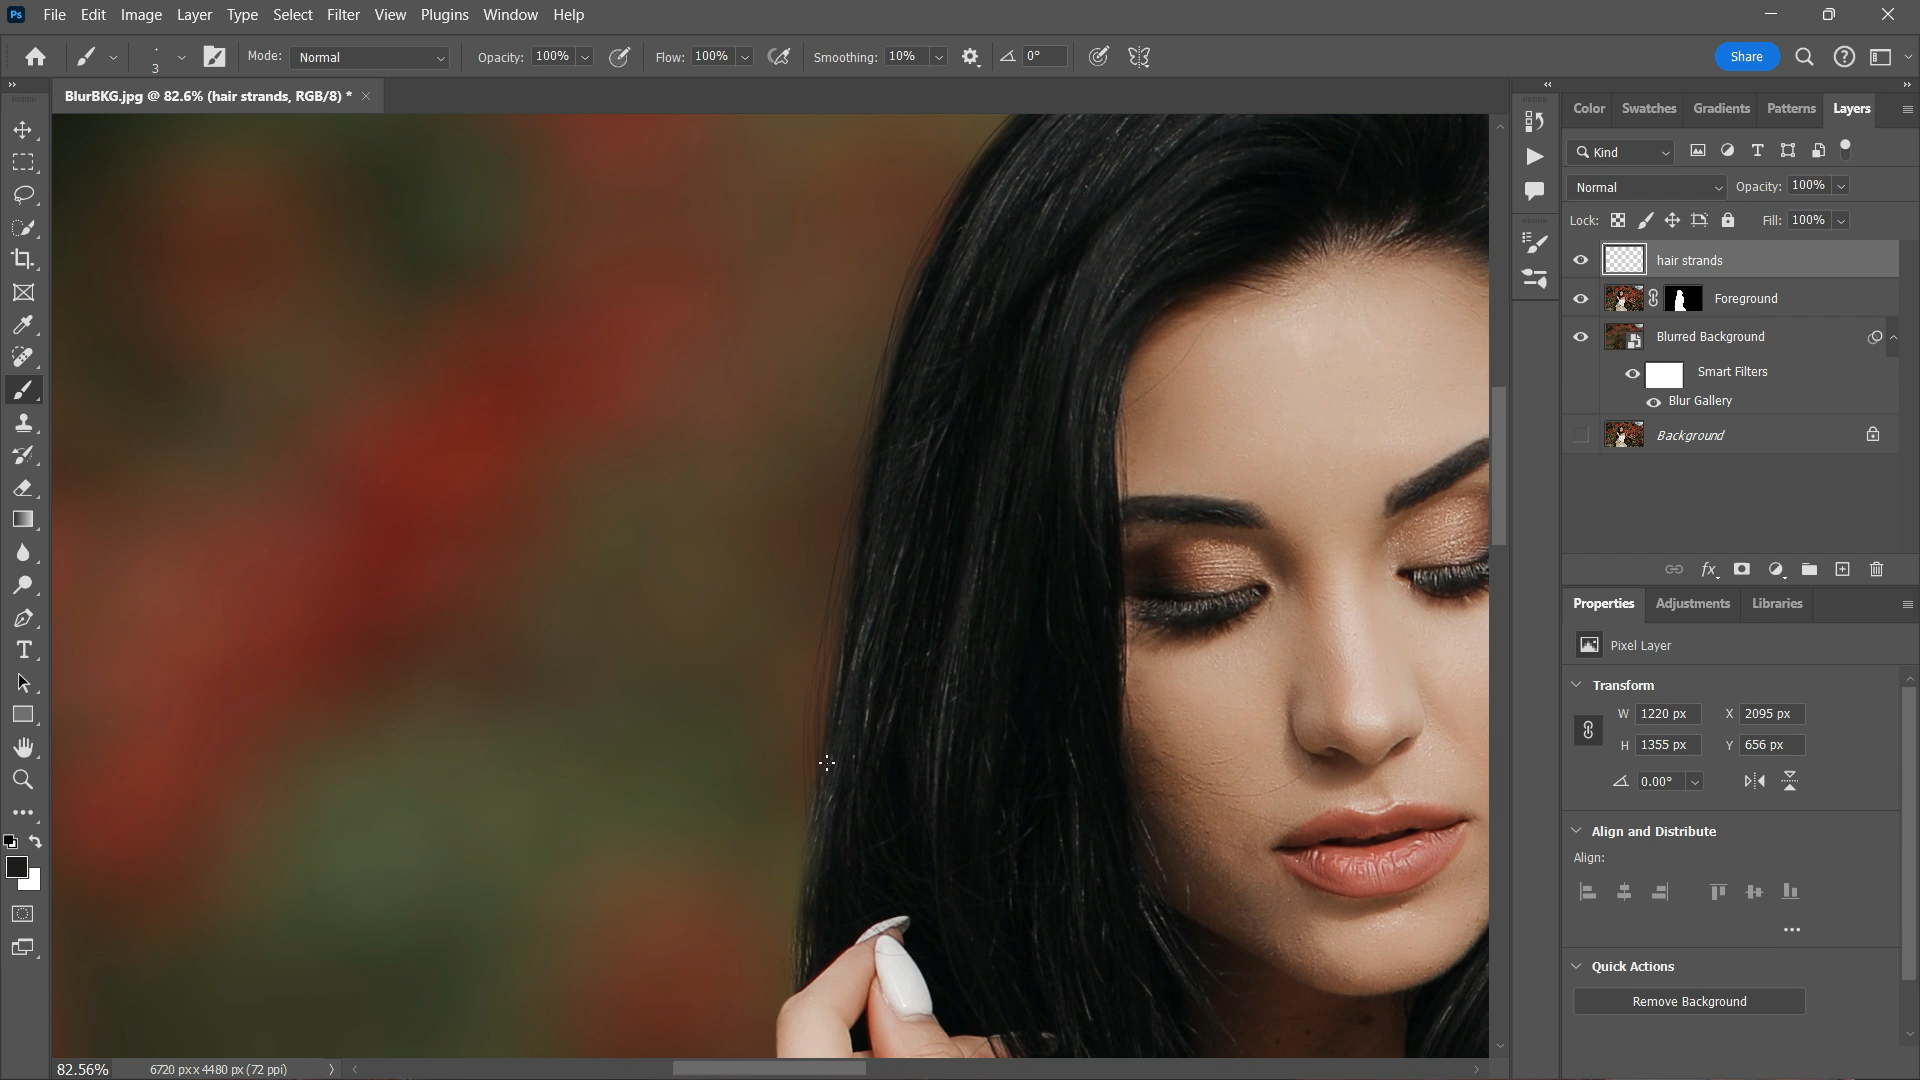 Ps File Edit Image Layer Type Select Filter View Plugins Window Help
3 Mode: Normal Opacity: 100% Flow: 100% Smoothing: 10% 0° Share
BlurBKG.jpg @ 82.6% (hair strands, RGB/8) *
Color Swatches Gradients Patterns Layers
Kind
Normal Opacity: 100%
Lock: Fill: 100%
hair strands
Foreground
Blurred Background
Smart Filters
Blur Gallery
Background
Properties Adjustments Libraries
Pixel Layer
Transform
W 1220 px X 2095 px
H 1355 px Y 656 px
0.00°
Align and Distribute
Align:
Quick Actions
Remove Background
82.56% 6720 px x 4480 px (72 ppi)